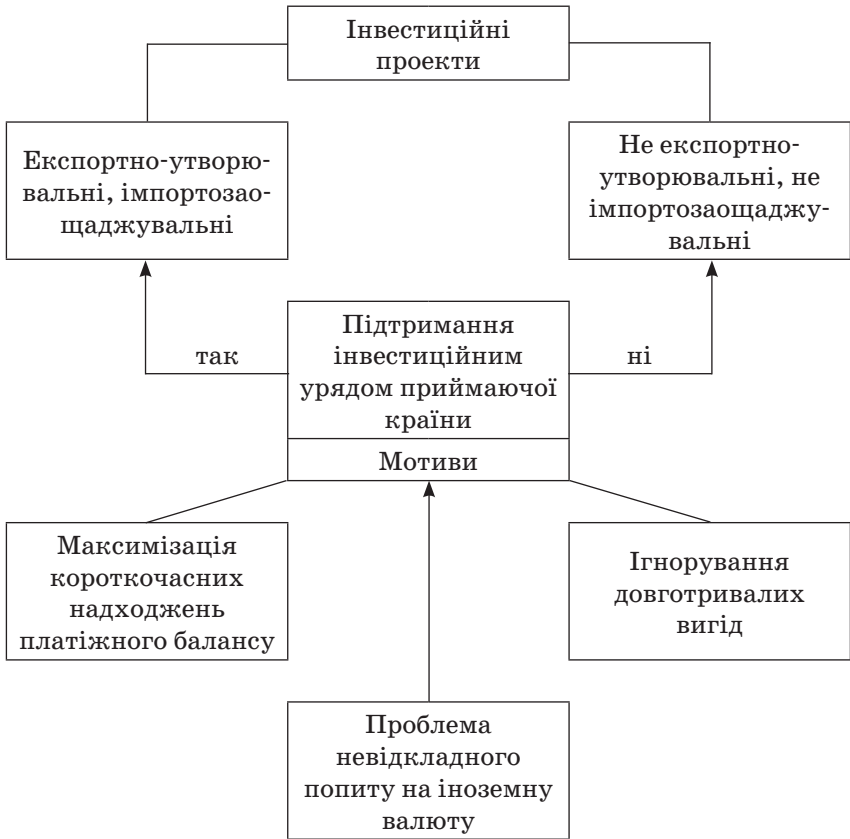 Інвестиційні
проекти
Експортно-утворю-
вальні, імпортозао-
щаджувальні
Не експортно-
утворювальні, не
імпортозаощаджу-
вальні
так
Підтримання
інвестиційним
урядом приймаючої
країни
ні
Мотиви
Максимізація
короткочасних
надходжень
платіжного балансу
Ігнорування
довготривалих
вигід
Проблема
невідкладного
попиту на іноземну
валюту